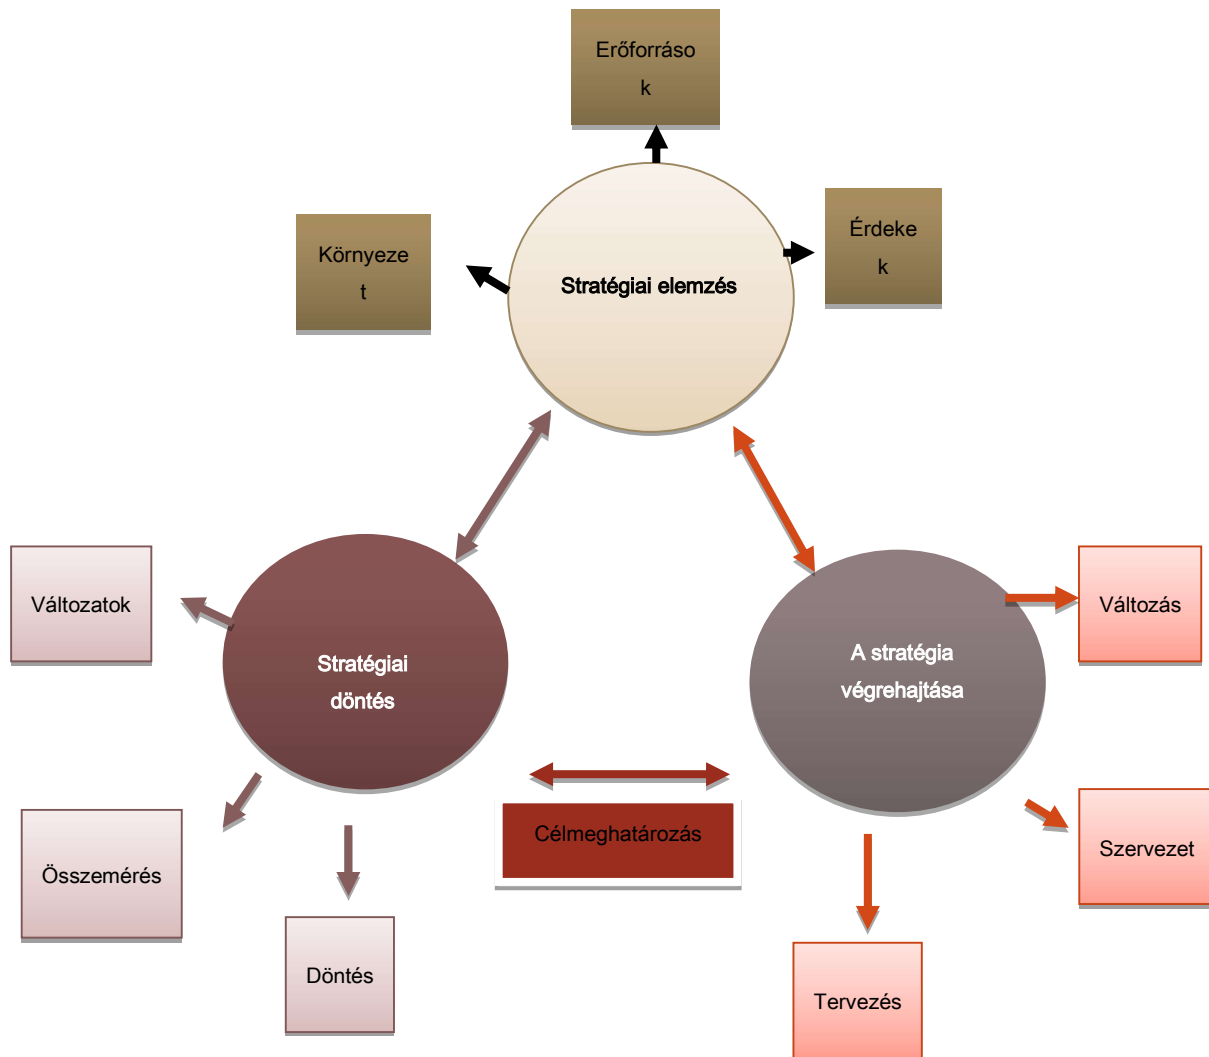 Erőforráso
k
Környeze
t
Érdeke
k
Stratégiai elemzés
Változatok
Stratégiai
döntés
A stratégia
végrehajtása
Változás
Célmeghatározás
Összemérés
Szervezet
Döntés
Tervezés